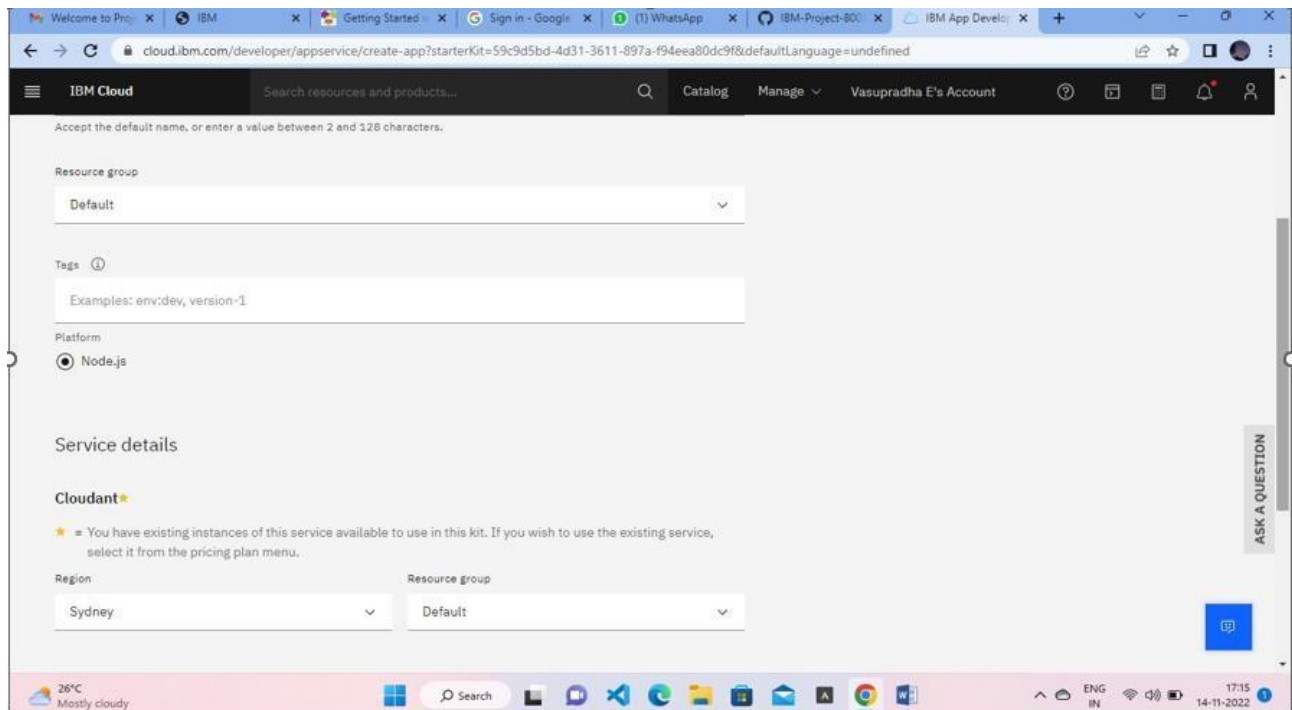 Welcome to Proj
IBM
Getting Started
Sign in - Google
(1) WhatsApp
IBM-Project-800
IBM App Develop
cloud.ibm.com/developer/appservice/create-app?starterKit=59c9d5bd-4d31-3611-897a-f94eea80dc9f&defaultLanguage=undefined
IBM Cloud
Search resources and products...
Catalog
Manage
Vasupradha E's Account
Accept the default name, or enter a value between 2 and 128 characters.
Resource group
Default
Tags
Examples: env:dev, version-1
Platform
Node.js
Service details
Cloudant
= You have existing instances of this service available to use in this kit. If you wish to use the existing service,
select it from the pricing plan menu.
Region
Resource group
Sydney
Default
ASK A QUESTION
26°C
Mostly cloudy
Search
ENG
IN
17:15
14-11-2022
1